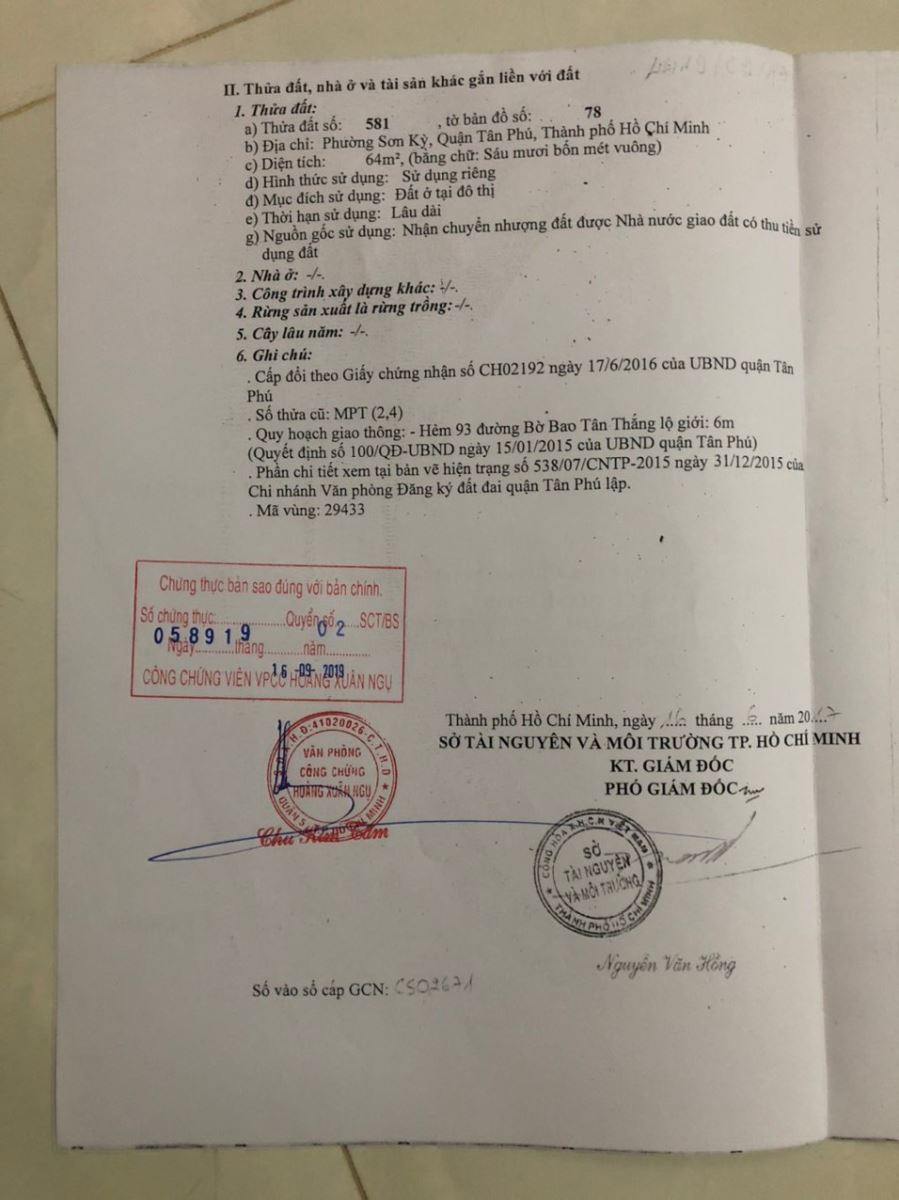 II. Thửa đất, nhà ở và tài sản khác gắn liền với đất
1. Thửa đất:
a) Thửa đất số: 581 , tờ bản đồ số: 78
b) Địa chỉ: Phường Sơn Kỳ, Quận Tân Phú, Thành phố Hồ Chí Minh
c) Diện tích: 64m², (bằng chữ: Sáu mươi bốn mét vuông)
d) Hình thức sử dụng: Sử dụng riêng
đ) Mục đích sử dụng: Đất ở tại đô thị
e) Thời hạn sử dụng: Lâu dài
g) Nguồn gốc sử dụng: Nhận chuyển nhượng đất được Nhà nước giao đất có thu tiền sử
dụng đất
2. Nhà ở: -/-.
3. Công trình xây dựng khác: -/-.
4. Rừng sản xuất là rừng trồng: -/-.
5. Cây lâu năm: -/-.
6. Ghi chú:
. Cấp đổi theo Giấy chứng nhận số CH02192 ngày 17/6/2016 của UBND quận Tân
Phú
. Số thửa cũ: MPT (2,4)
. Quy hoạch giao thông: - Hẻm 93 đường Bờ Bao Tân Thắng lộ giới: 6m
(Quyết định số 100/QĐ-UBND ngày 15/01/2015 của UBND quận Tân Phú)
. Phần chi tiết xem tại bản vẽ hiện trạng số 538/07/CNTP-2015 ngày 31/12/2015 của
Chi nhánh Văn phòng Đăng ký đất đai quận Tân Phú lập.
. Mã vùng: 29433
Chứng thực bản sao đúng với bản chính.
Số chứng thực:....................Quyển số......SCT/BS
058919 02
Ngày............tháng...........năm............
16 -09- 2019
CÔNG CHỨNG VIÊN VPCC HOÀNG XUÂN NGỤ
Thành phố Hồ Chí Minh, ngày tháng năm 2017
SỞ TÀI NGUYÊN VÀ MÔI TRƯỜNG TP. HỒ CHÍ MINH
KT. GIÁM ĐỐC
PHÓ GIÁM ĐỐC
VĂN PHÒNG
CÔNG CHỨNG
HOÀNG XUÂN NGỤ
Chu Kim Tâm
CỘNG HÒA X.H.C.N VIỆT NAM
SỞ
TÀI NGUYÊN
VÀ MÔI TRƯỜNG
THÀNH PHỐ HỒ CHÍ MINH
Nguyễn Văn Hồng
Số vào sổ cấp GCN: CS02671